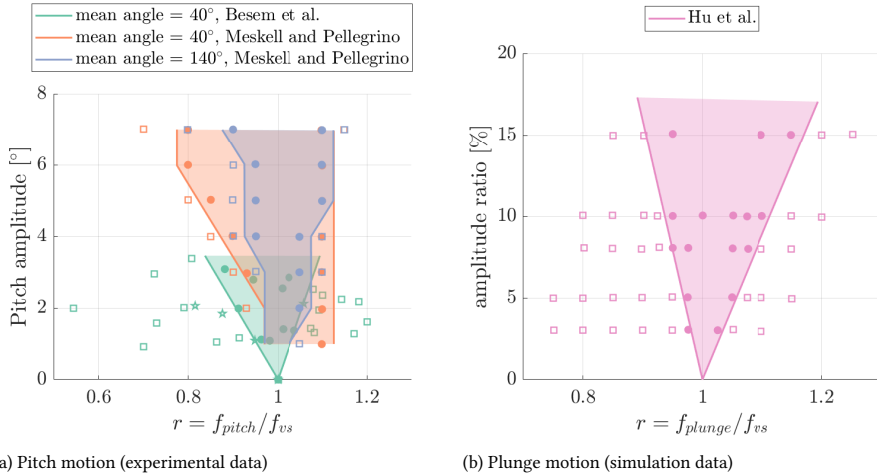 mean angle = 40°, Besem et al.
mean angle = 40°, Meskell and Pellegrino
mean angle = 140°, Meskell and Pellegrino
8
6
4
2
0
Pitch amplitude [°]
0.6
0.8
1
1.2
r = f_pitch/f_vs
a) Pitch motion (experimental data)
Hu et al.
20
15
10
5
0
amplitude ratio [%]
0.8
1
1.2
r = f_plunge/f_vs
(b) Plunge motion (simulation data)